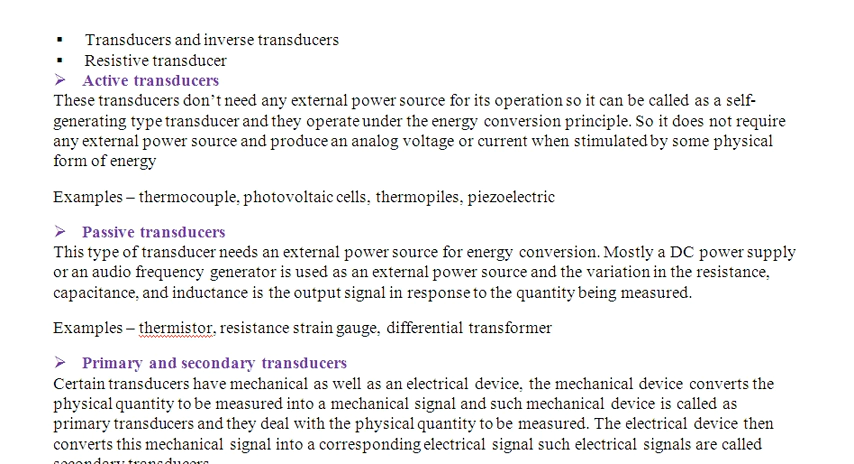 ▪ Transducers and inverse transducers
▪ Resistive transducer
➢ Active transducers
These transducers don’t need any external power source for its operation so it can be called as a self-
generating type transducer and they operate under the energy conversion principle. So it does not require
any external power source and produce an analog voltage or current when stimulated by some physical
form of energy
Examples – thermocouple, photovoltaic cells, thermopiles, piezoelectric
➢ Passive transducers
This type of transducer needs an external power source for energy conversion. Mostly a DC power supply
or an audio frequency generator is used as an external power source and the variation in the resistance,
capacitance, and inductance is the output signal in response to the quantity being measured.
Examples – thermistor, resistance strain gauge, differential transformer
➢ Primary and secondary transducers
Certain transducers have mechanical as well as an electrical device, the mechanical device converts the
physical quantity to be measured into a mechanical signal and such mechanical device is called as
primary transducers and they deal with the physical quantity to be measured. The electrical device then
converts this mechanical signal into a corresponding electrical signal such electrical signals are called
secondary transducers